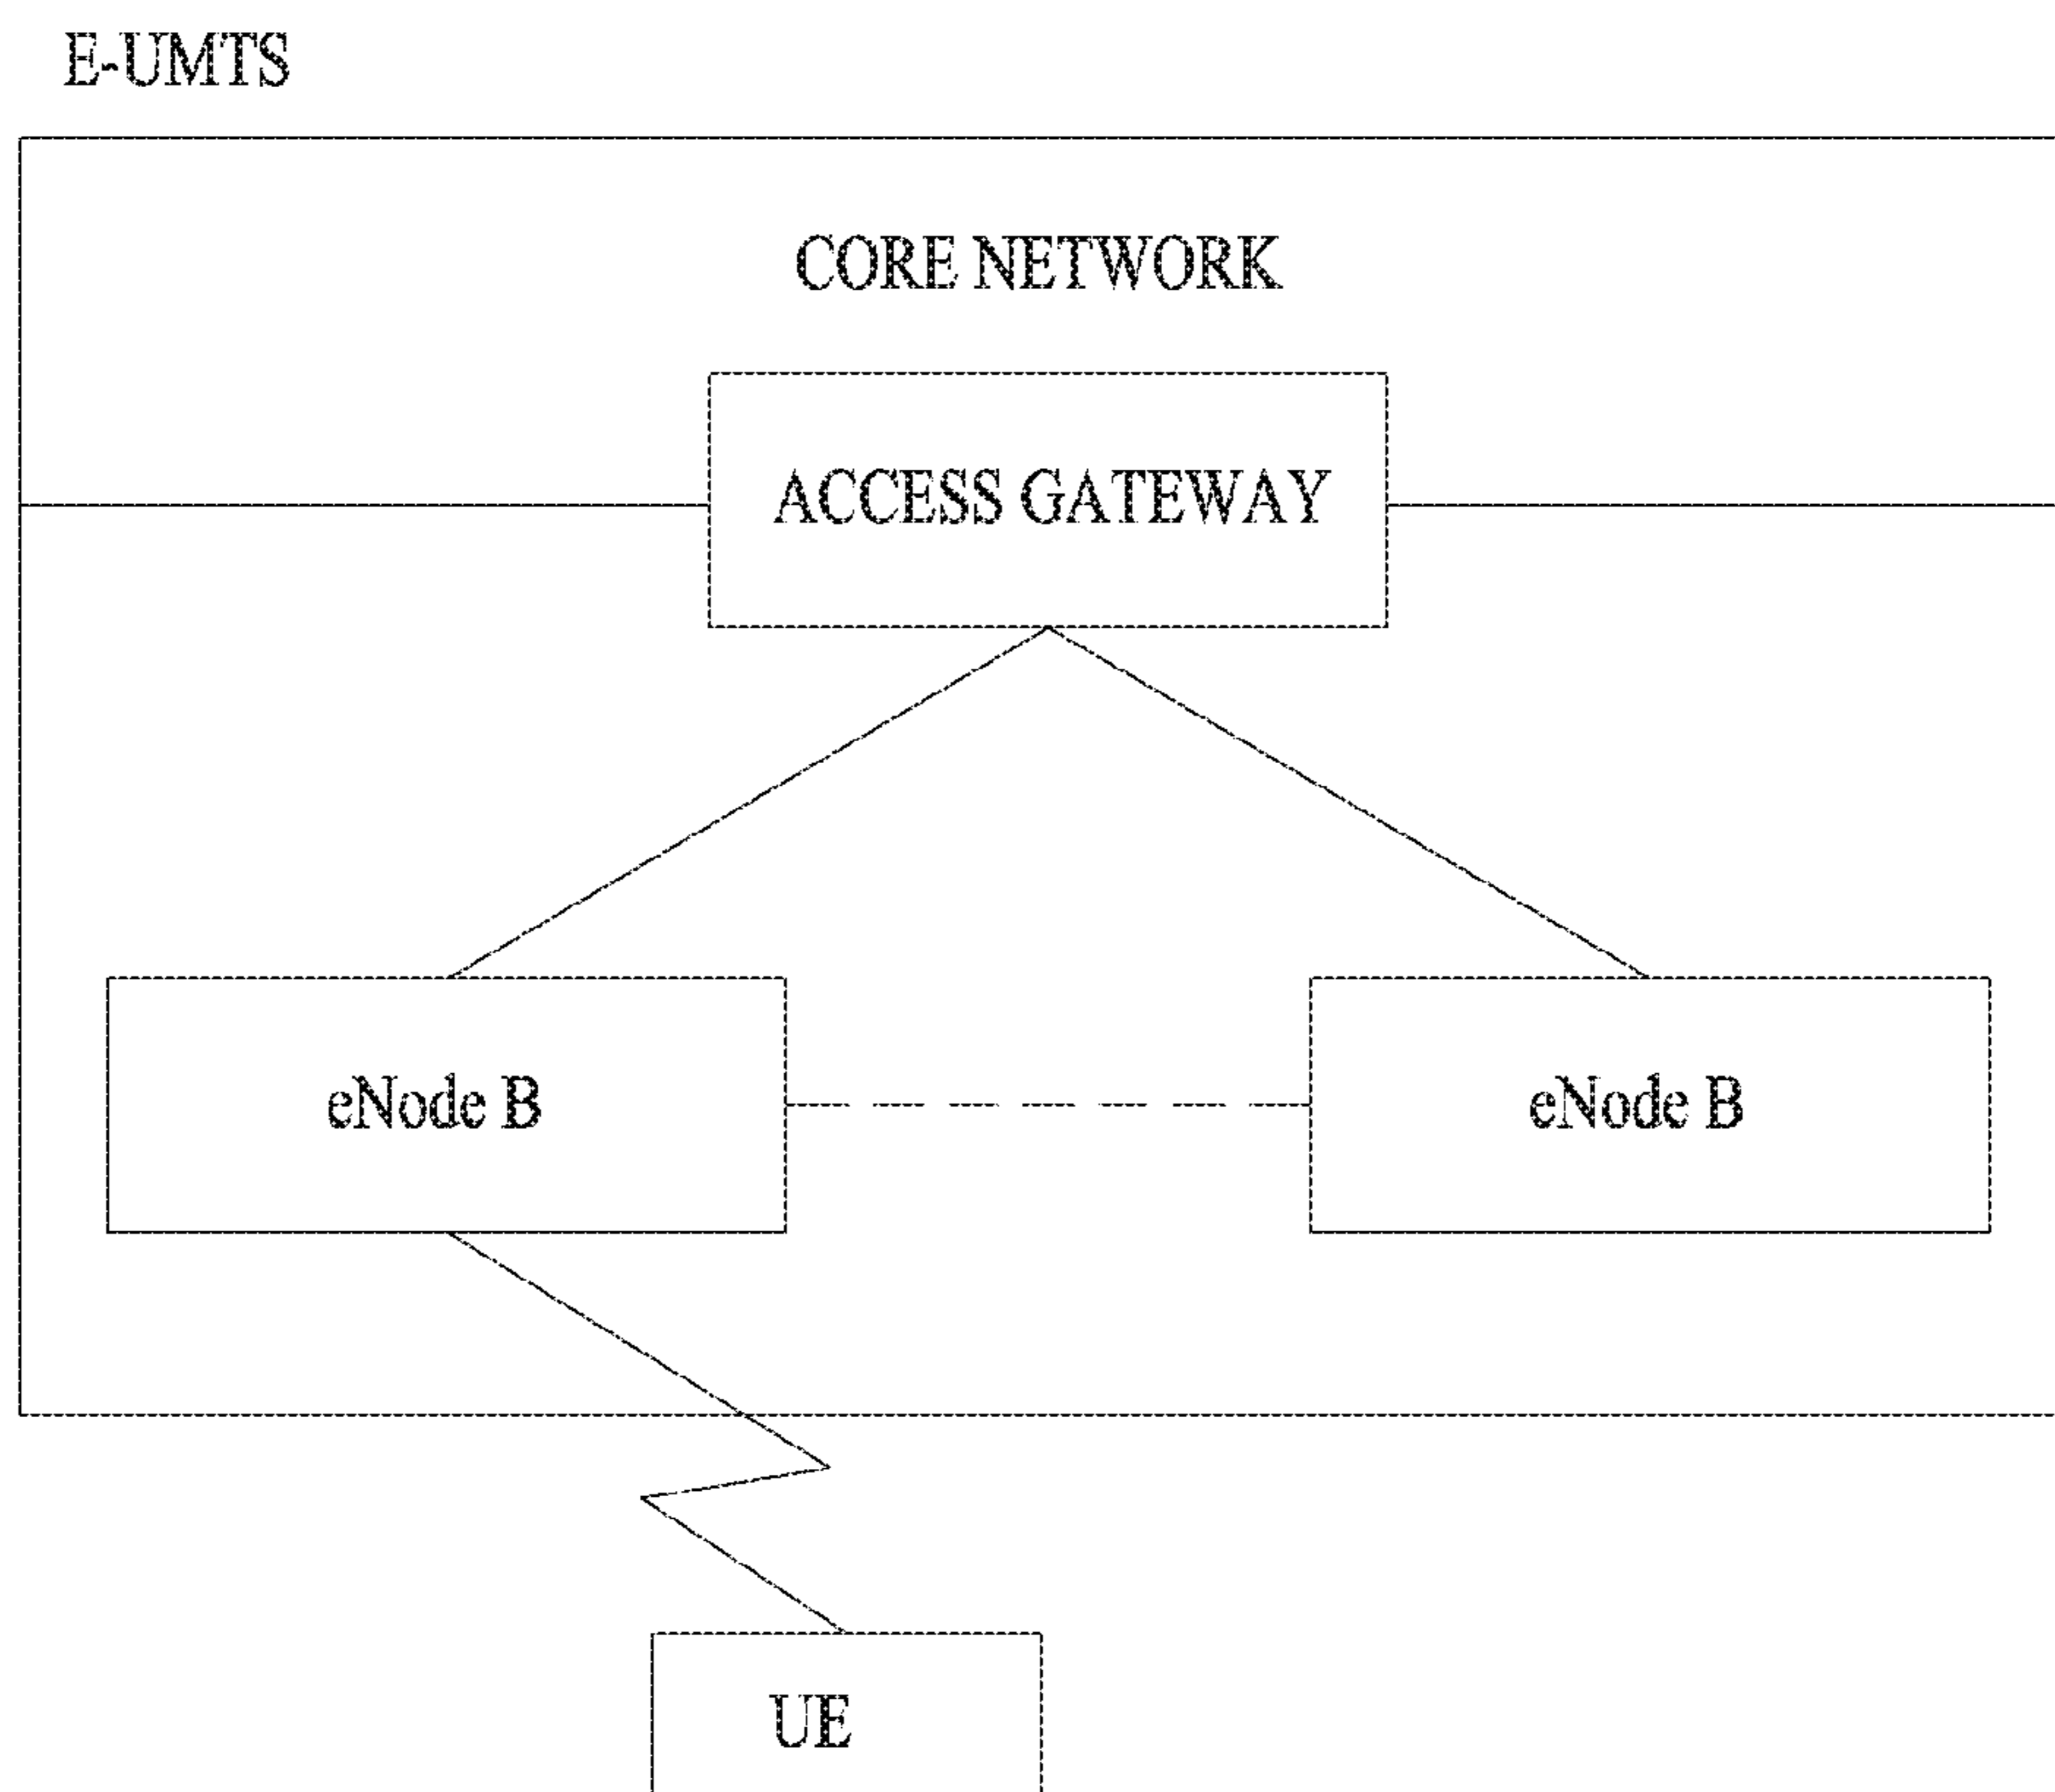 E-UMTS
CORE NETWORK
ACCESS GATEWAY
eNode B
eNode B
UE